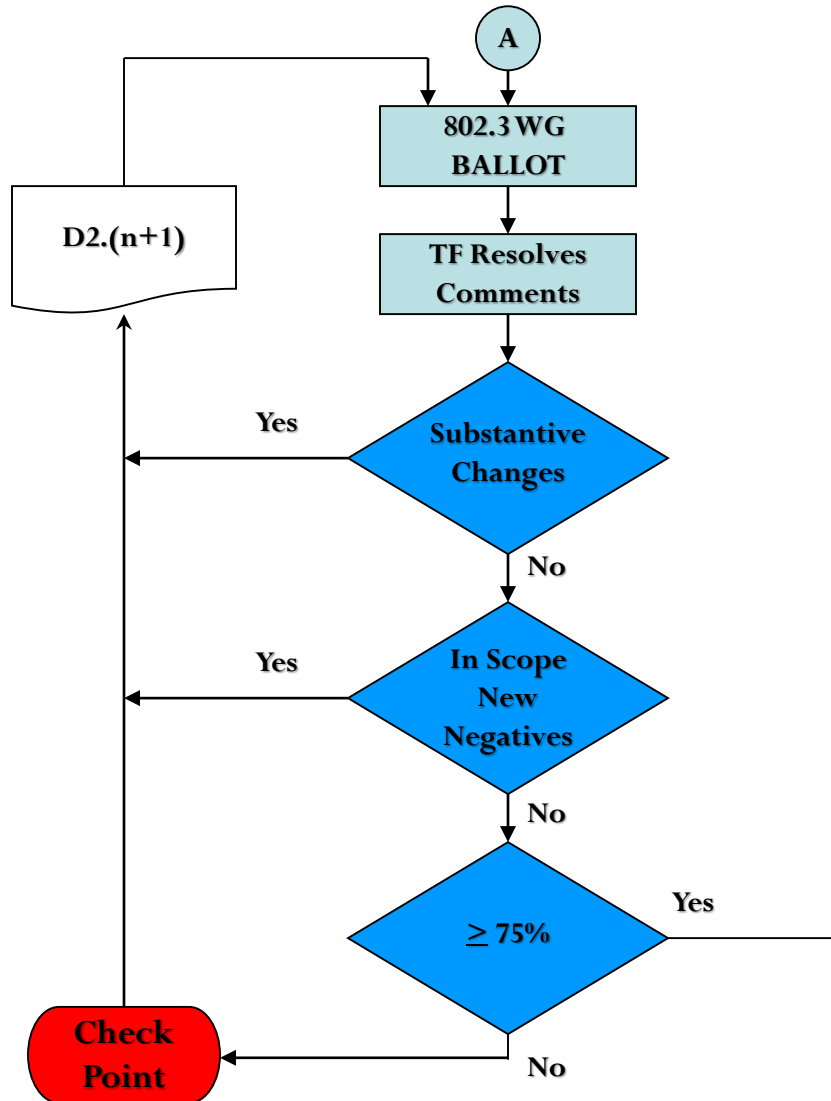 A
802.3 WG
BALLOT
D2.(n+1)
TF Resolves
Comments
Yes
Substantive
Changes
No
Yes
In Scope
New
Negatives
No
Yes
≥ 75%
Check
Point
No